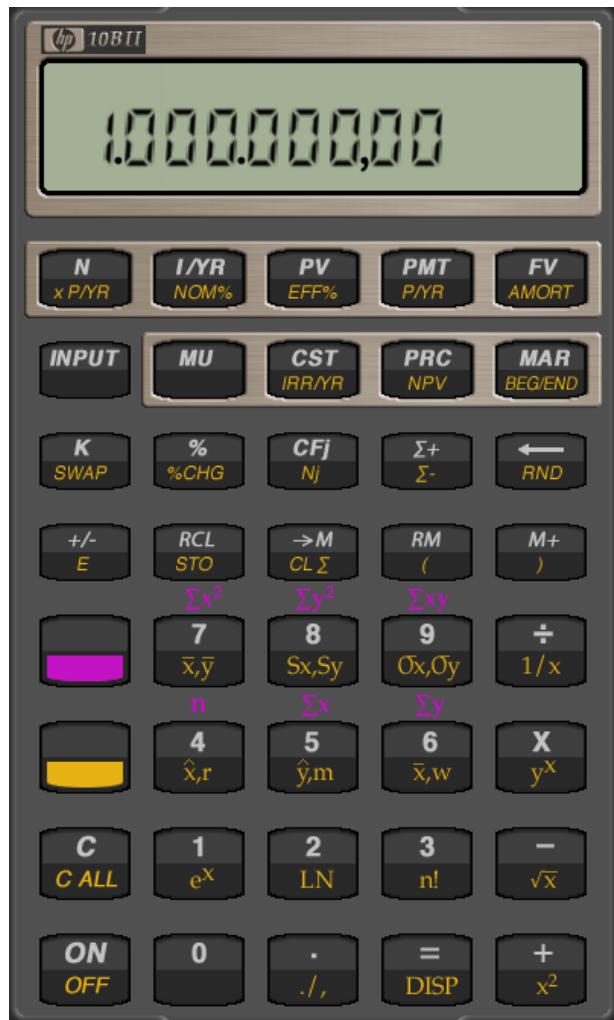 hp 10BII
1.000.000,00
N I/YR PV PMT FV
x P/YR NOM% EFF% P/YR AMORT
INPUT MU CST PRC MAR
IRR/YR NPV BEG/END
K % CFj Σ+ ←
SWAP %CHG Nj Σ- RND
+/- RCL →M RM M+
E STO CL Σ ( )
Σx² Σy² Σxy
7 8 9 ÷
x̄,ȳ Sx,Sy σx,σy 1/x
n Σx Σy
4 5 6 X
x̂,r ŷ,m x̄,w yˣ
C 1 2 3 −
C ALL eˣ LN n! √x
ON 0 . = +
OFF ./, DISP x²